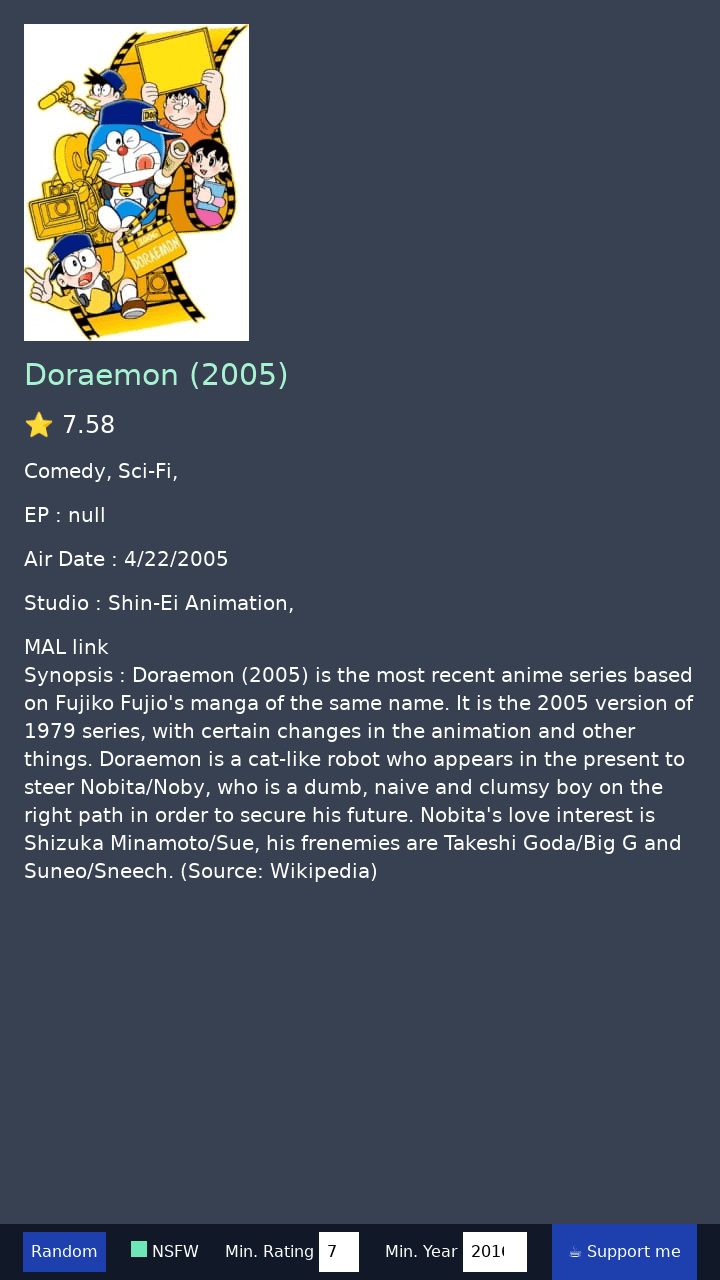 DORAEMON
Doraemon (2005)
7.58
Comedy, Sci-Fi,
EP : null
Air Date : 4/22/2005
Studio : Shin-Ei Animation,
MAL link
Synopsis : Doraemon (2005) is the most recent anime series based
on Fujiko Fujio's manga of the same name. It is the 2005 version of
1979 series, with certain changes in the animation and other
things. Doraemon is a cat-like robot who appears in the present to
steer Nobita/Noby, who is a dumb, naive and clumsy boy on the
right path in order to secure his future. Nobita's love interest is
Shizuka Minamoto/Sue, his frenemies are Takeshi Goda/Big G and
Suneo/Sneech. (Source: Wikipedia)
Random NSFW Min. Rating 7 Min. Year Support me